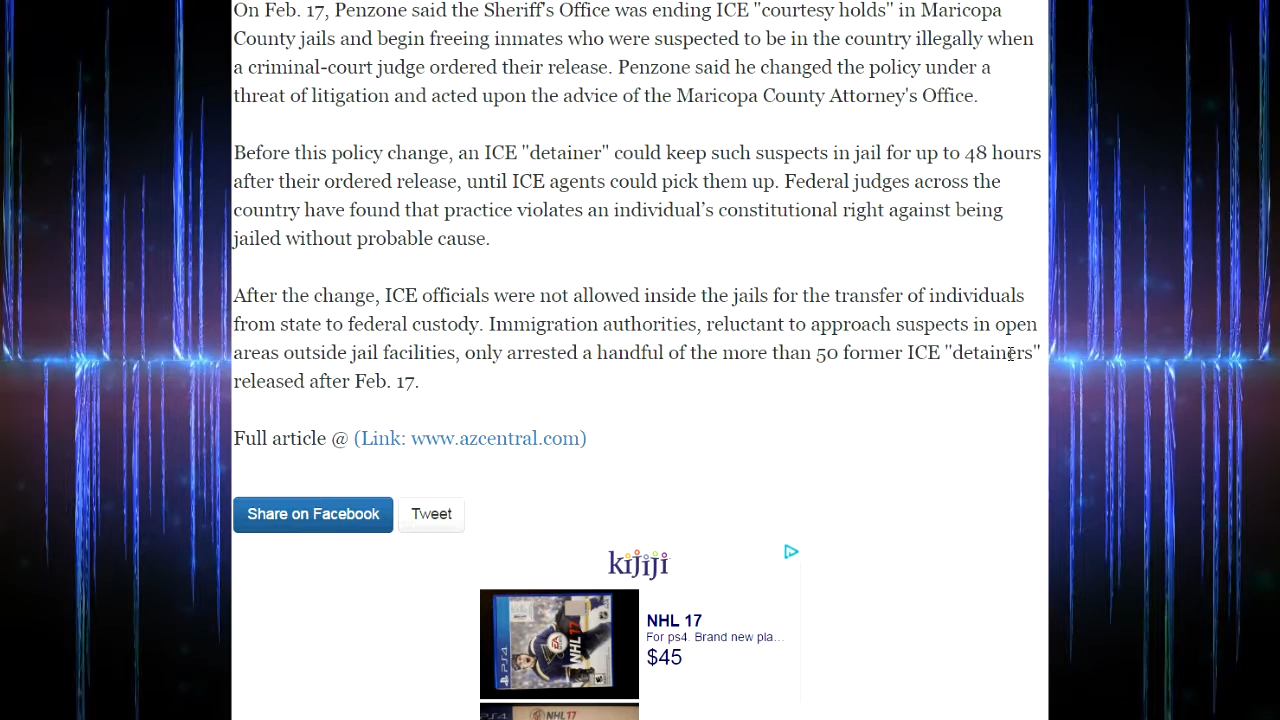 On Feb. 17, Penzone said the Sheriff's Office was ending ICE "courtesy holds" in Maricopa
County jails and begin freeing inmates who were suspected to be in the country illegally when
a criminal-court judge ordered their release. Penzone said he changed the policy under a
threat of litigation and acted upon the advice of the Maricopa County Attorney's Office.
Before this policy change, an ICE "detainer" could keep such suspects in jail for up to 48 hours
after their ordered release, until ICE agents could pick them up. Federal judges across the
country have found that practice violates an individual’s constitutional right against being
jailed without probable cause.
After the change, ICE officials were not allowed inside the jails for the transfer of individuals
from state to federal custody. Immigration authorities, reluctant to approach suspects in open
areas outside jail facilities, only arrested a handful of the more than 50 former ICE "detainers"
released after Feb. 17.
Full article @ (Link: www.azcentral.com)
Share on Facebook
Tweet
kijiji
NHL 17
For ps4. Brand new pla...
$45
PS4
NHL 17
PS4
NHL17